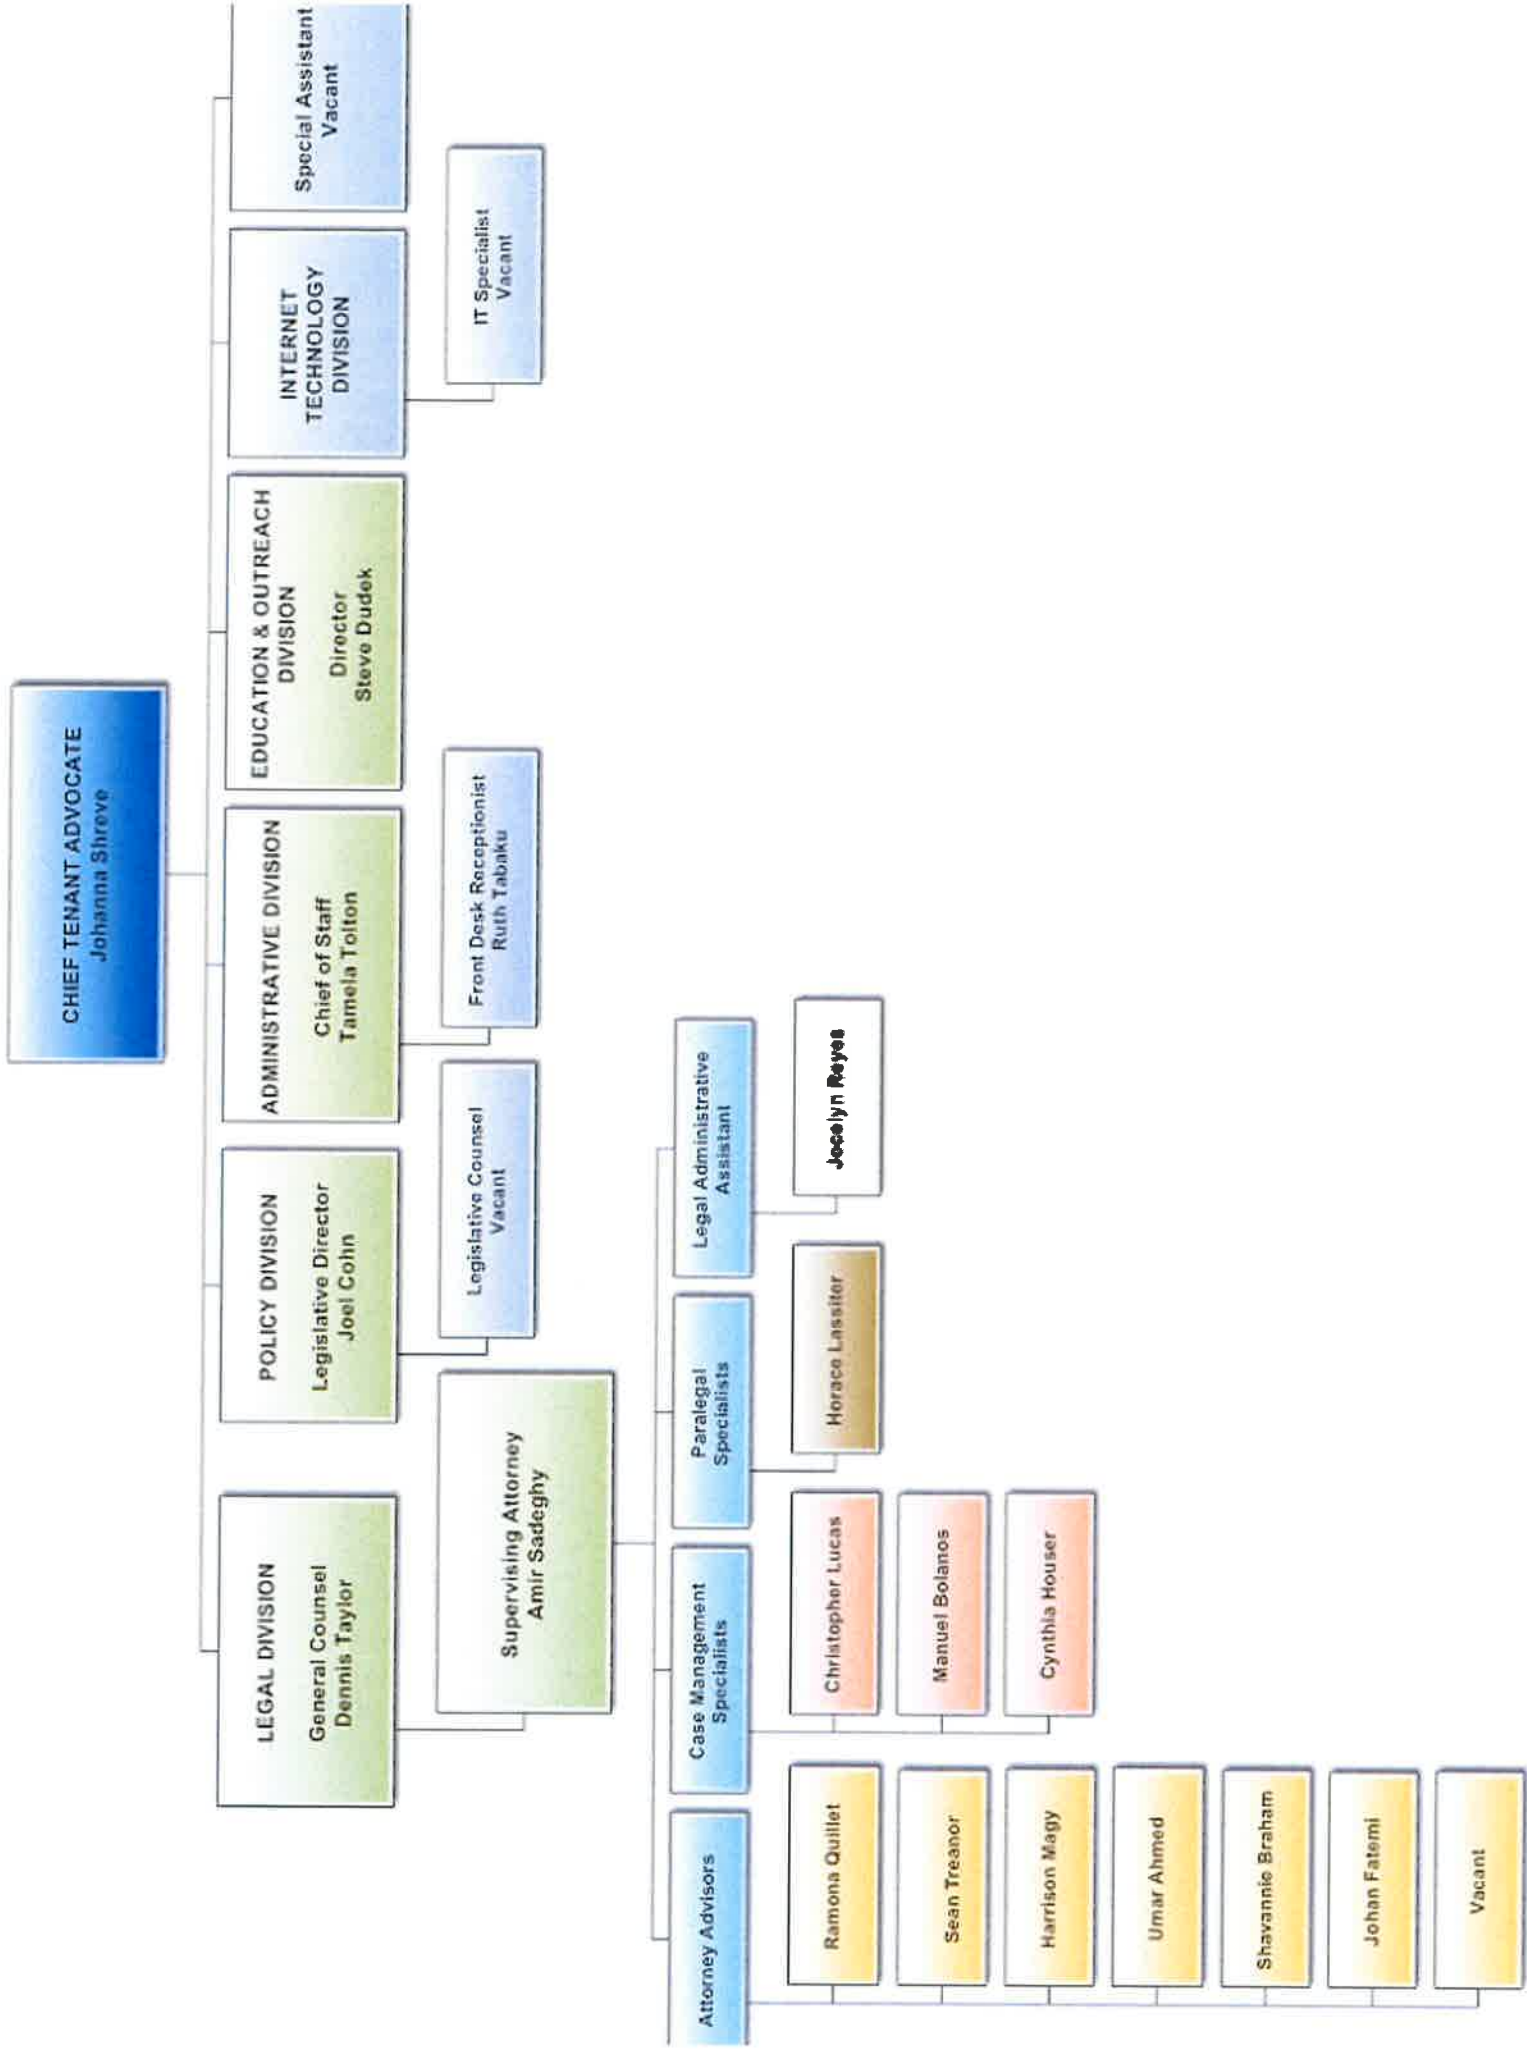 CHIEF TENANT ADVOCATE
Johanna Shreve
LEGAL DIVISION
General Counsel
Dennis Taylor
POLICY DIVISION
Legislative Director
Joel Cohn
ADMINISTRATIVE DIVISION
Chief of Staff
Tamela Tolton
EDUCATION & OUTREACH
DIVISION
Director
Steve Dudek
INTERNET
TECHNOLOGY
DIVISION
Special Assistant
Vacant
Supervising Attorney
Amir Sadeghy
Legislative Counsel
Vacant
Front Desk Receptionist
Ruth Tabaku
IT Specialist
Vacant
Attorney Advisors
Case Management
Specialists
Paralegal
Specialists
Legal Administrative
Assistant
Ramona Quillet
Christopher Lucas
Horace Lassiter
Jocelyn Reyes
Sean Treanor
Manuel Bolanos
Harrison Magy
Cynthia Houser
Umar Ahmed
Shavannie Braham
Johan Fatemi
Vacant